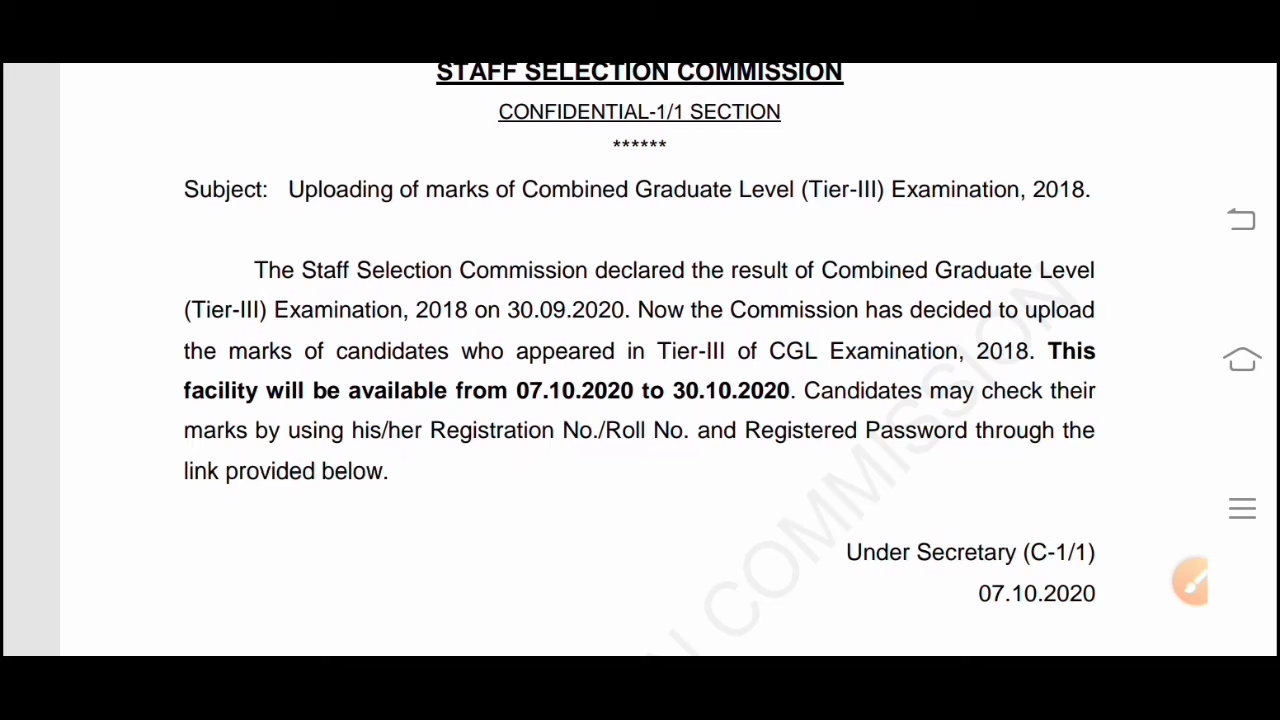 STAFF SELECTION COMMISSION
CONFIDENTIAL-1/1 SECTION
******
Subject: Uploading of marks of Combined Graduate Level (Tier-III) Examination, 2018.
The Staff Selection Commission declared the result of Combined Graduate Level
(Tier-III) Examination, 2018 on 30.09.2020. Now the Commission has decided to upload
the marks of candidates who appeared in Tier-III of CGL Examination, 2018. This
facility will be available from 07.10.2020 to 30.10.2020. Candidates may check their
marks by using his/her Registration No./Roll No. and Registered Password through the
link provided below.
Under Secretary (C-1/1)
07.10.2020
N COMMISSION